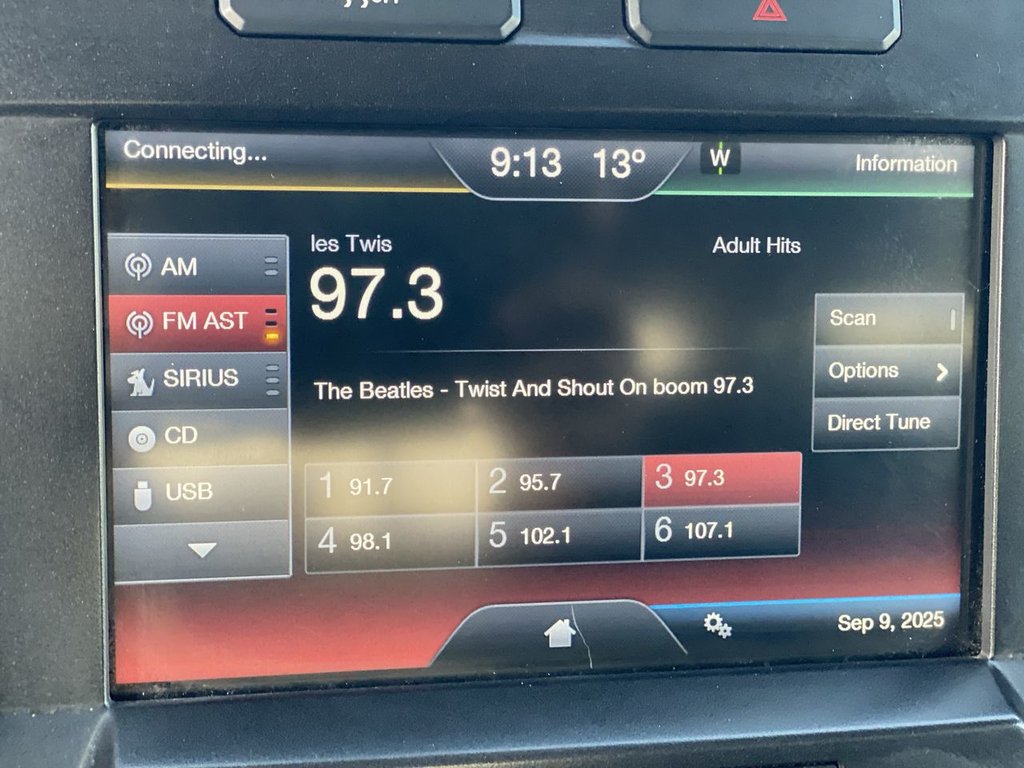 Connecting...
9:13 13° W
Information
AM
FM AST
SIRIUS
CD
USB
les Twis
97.3
Adult Hits
The Beatles - Twist And Shout On boom 97.3
Scan
Options
Direct Tune
1 91.7
2 95.7
3 97.3
4 98.1
5 102.1
6 107.1
Sep 9, 2025